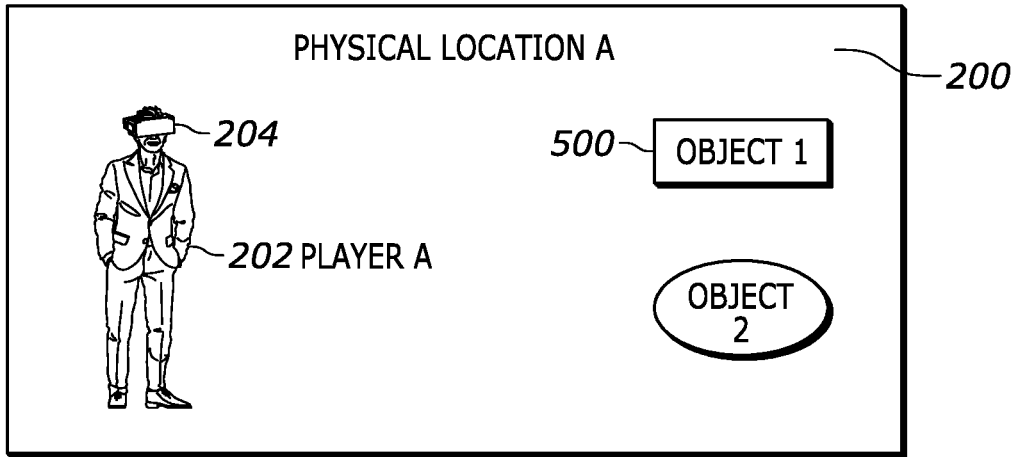 PHYSICAL LOCATION A
200
204
500
OBJECT 1
202 PLAYER A
OBJECT
2